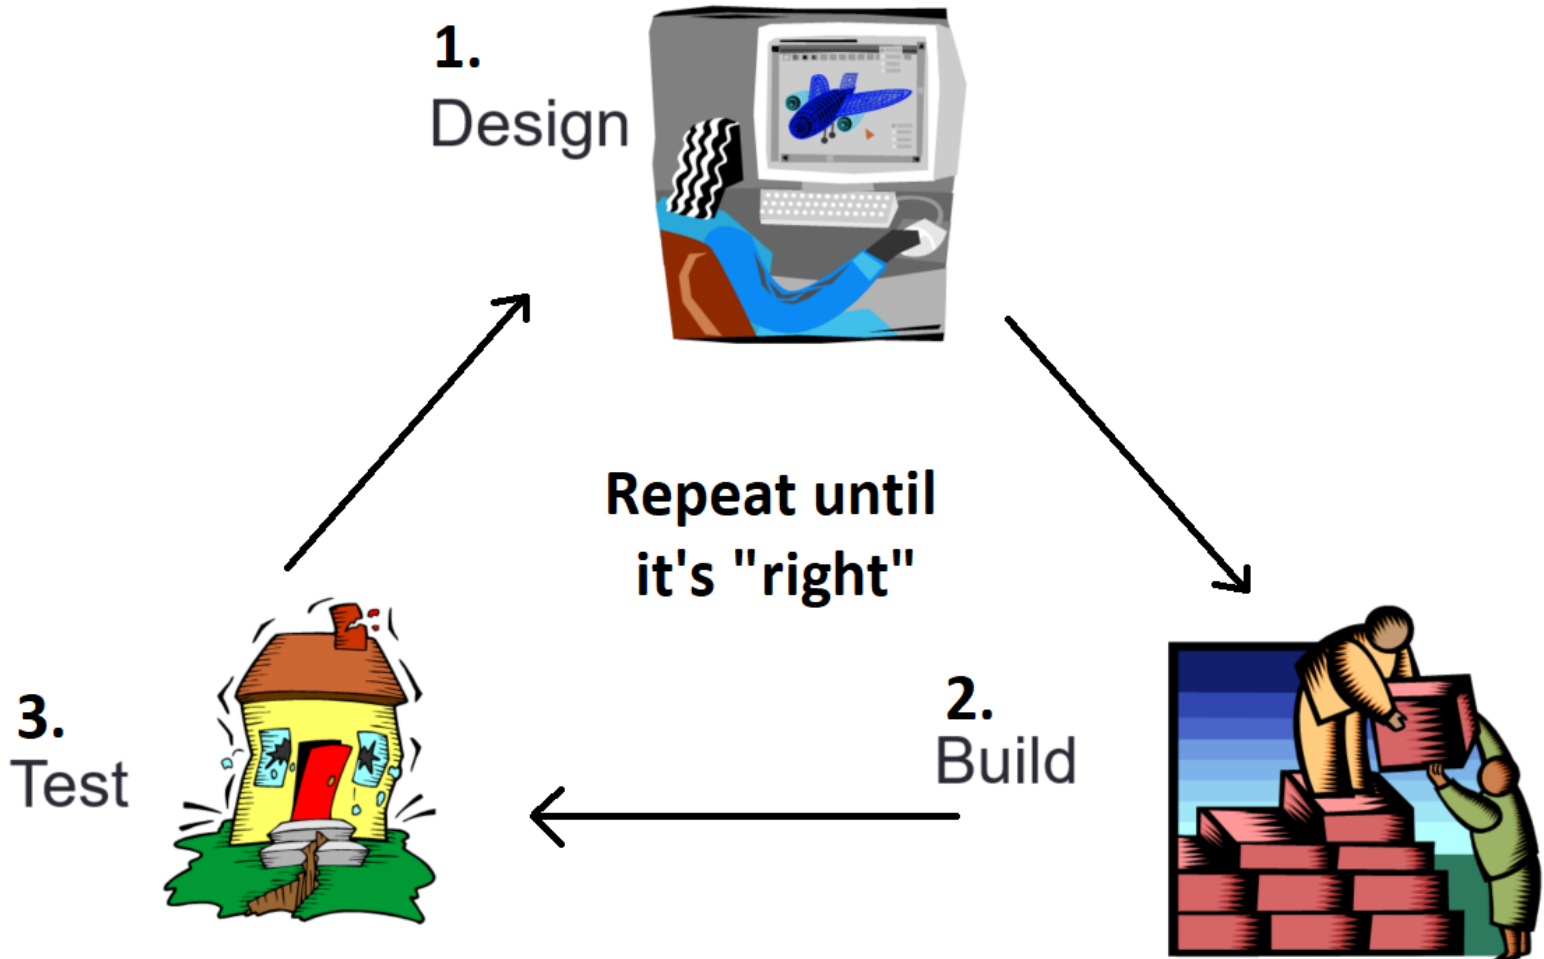 1.
Design
Repeat until
it's "right"
2.
Build
3.
Test